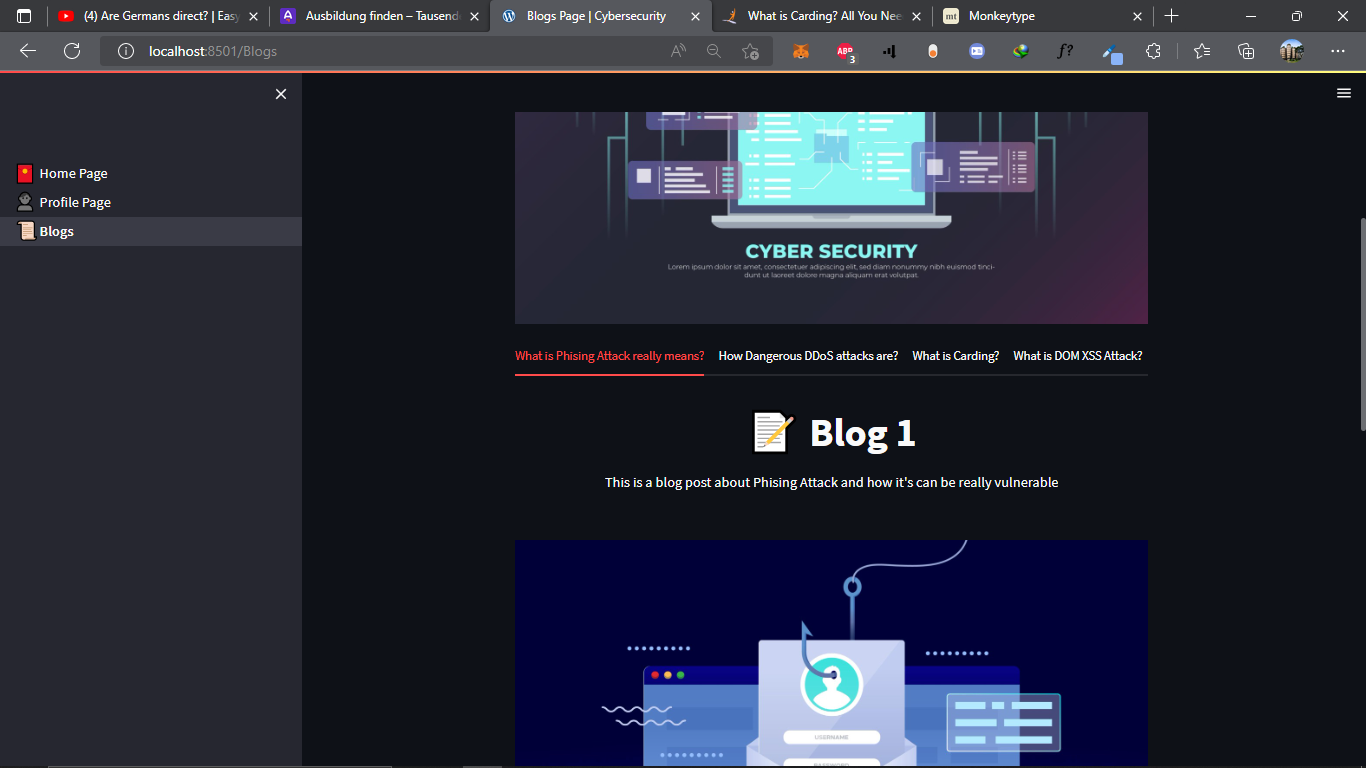 (4) Are Germans direct? | Easy
Ausbildung finden – Tausend
Blogs Page | Cybersecurity
What is Carding? All You Nee
mt Monkeytype
localhost:8501/Blogs
ABP
3
f?
Home Page
Profile Page
Blogs
CYBER SECURITY
Lorem ipsum dolor sit amet, consectetuer adipiscing elit, sed diam nonummy nibh euismod tinci-
dunt ut laoreet dolore magna aliquam erat volutpat.
What is Phising Attack really means?
How Dangerous DDoS attacks are?
What is Carding?
What is DOM XSS Attack?
Blog 1
This is a blog post about Phising Attack and how it's can be really vulnerable
USERNAME
PASSWORD